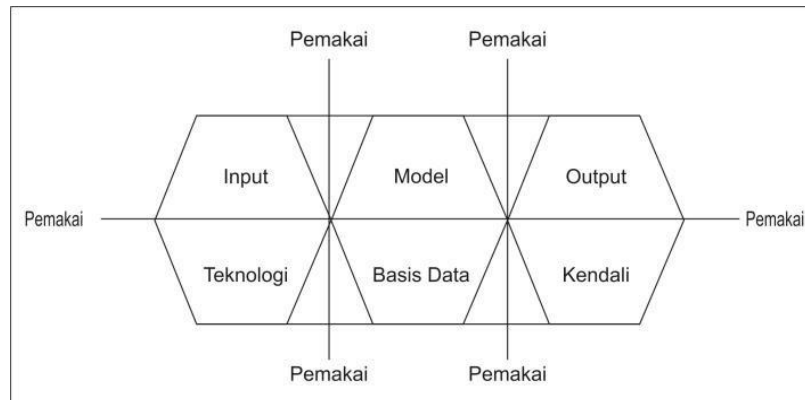 Pemakai Pemakai
Input Model Output
Pemakai Pemakai
Teknologi Basis Data Kendali
Pemakai Pemakai